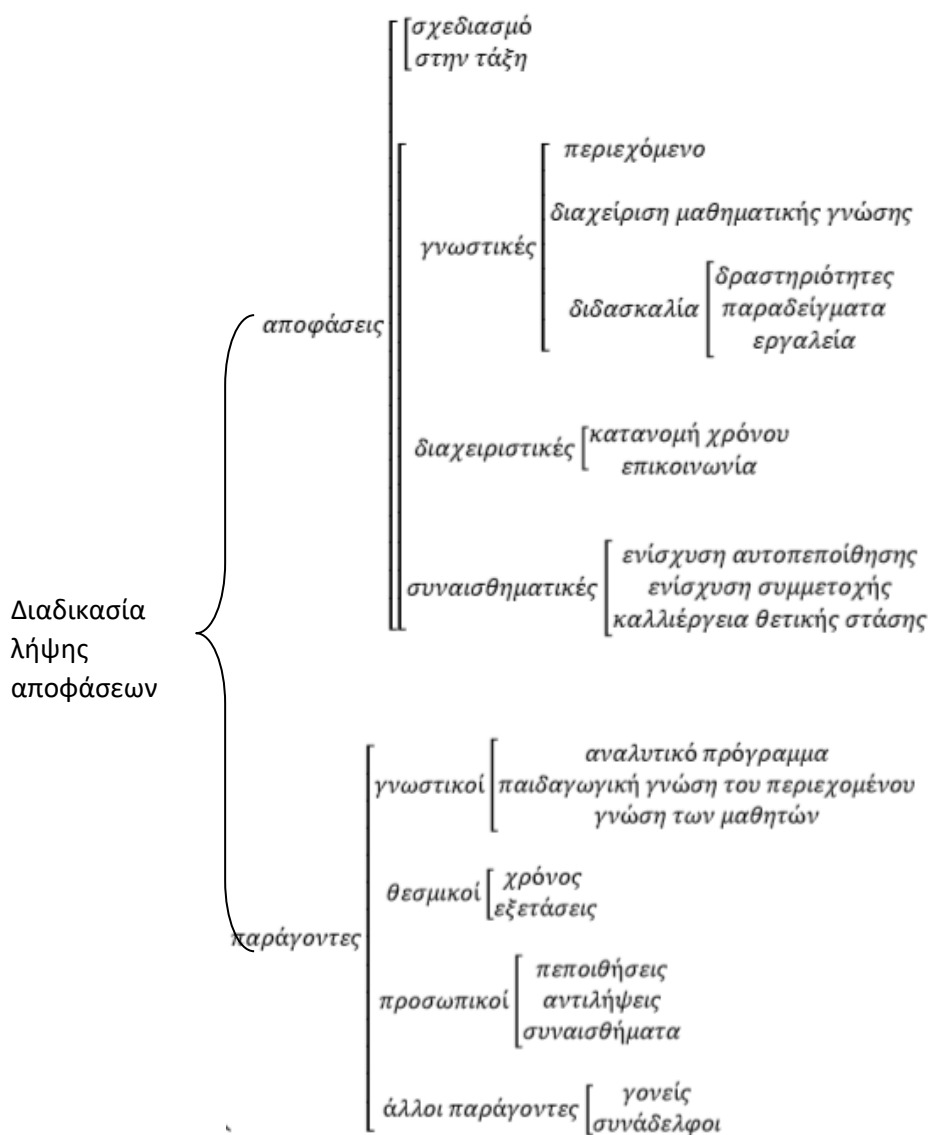 Διαδικασία
λήψης
αποφάσεων
αποφάσεις
σχεδιασμό
στην τάξη
γνωστικές
περιεχόμενο
διαχείριση μαθηματικής γνώσης
διδασκαλία
δραστηριότητες
παραδείγματα
εργαλεία
διαχειριστικές
κατανομή χρόνου
επικοινωνία
συναισθηματικές
ενίσχυση αυτοπεποίθησης
ενίσχυση συμμετοχής
καλλιέργεια θετικής στάσης
παράγοντες
γνωστικοί
αναλυτικό πρόγραμμα
παιδαγωγική γνώση του περιεχομένου
γνώση των μαθητών
θεσμικοί
χρόνος
εξετάσεις
προσωπικοί
πεποιθήσεις
αντιλήψεις
συναισθήματα
άλλοι παράγοντες
γονείς
συνάδελφοι